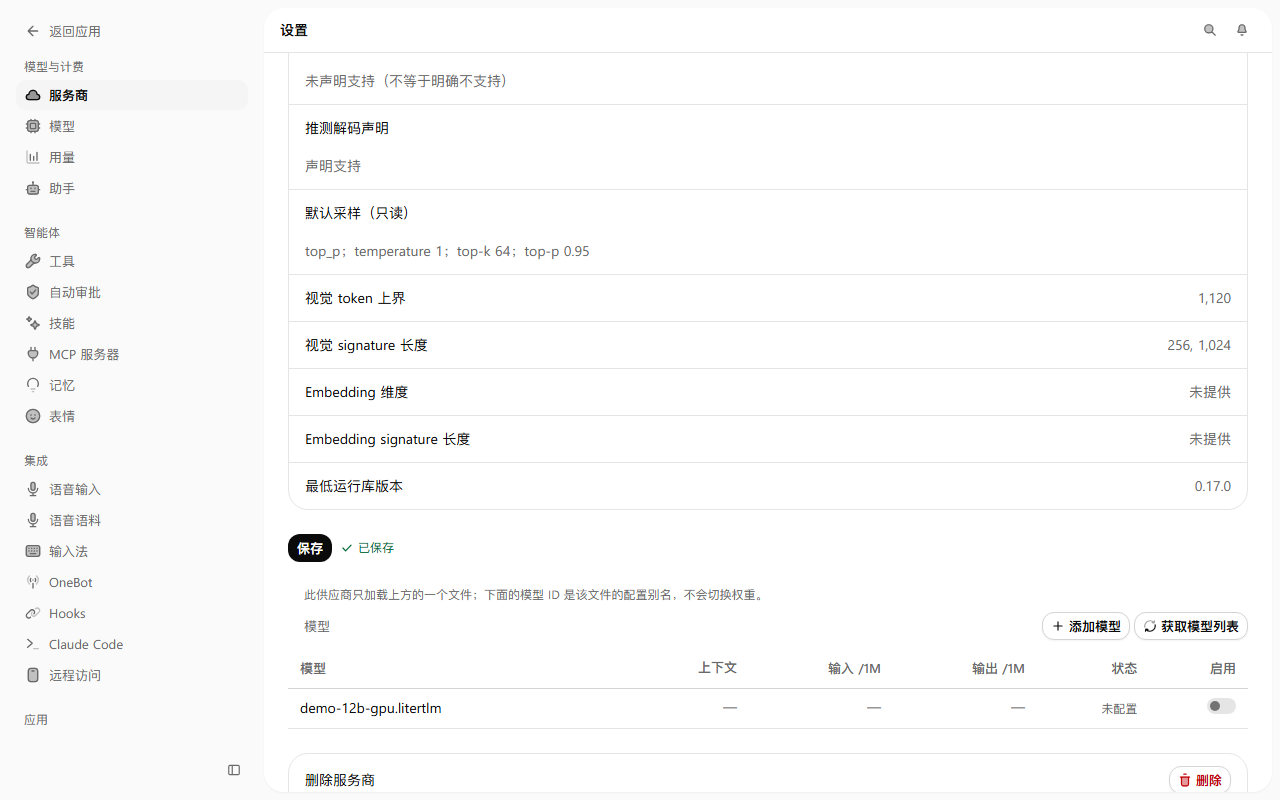 返回应用
模型与计费
服务商
模型
用量
助手
智能体
工具
自动审批
技能
MCP 服务器
记忆
表情
集成
语音输入
语音语料
输入法
OneBot
Hooks
Claude Code
远程访问
应用
设置
未声明支持（不等于明确不支持）
推测解码声明
声明支持
默认采样（只读）
top_p；temperature 1；top-k 64；top-p 0.95
视觉 token 上界 1,120
视觉 signature 长度 256, 1,024
Embedding 维度 未提供
Embedding signature 长度 未提供
最低运行库版本 0.17.0
保存 已保存
此供应商只加载上方的一个文件；下面的模型 ID 是该文件的配置别名，不会切换权重。
模型 添加模型 获取模型列表
模型 上下文 输入 /1M 输出 /1M 状态 启用
demo-12b-gpu.litertlm — — — 未配置
删除服务商 删除